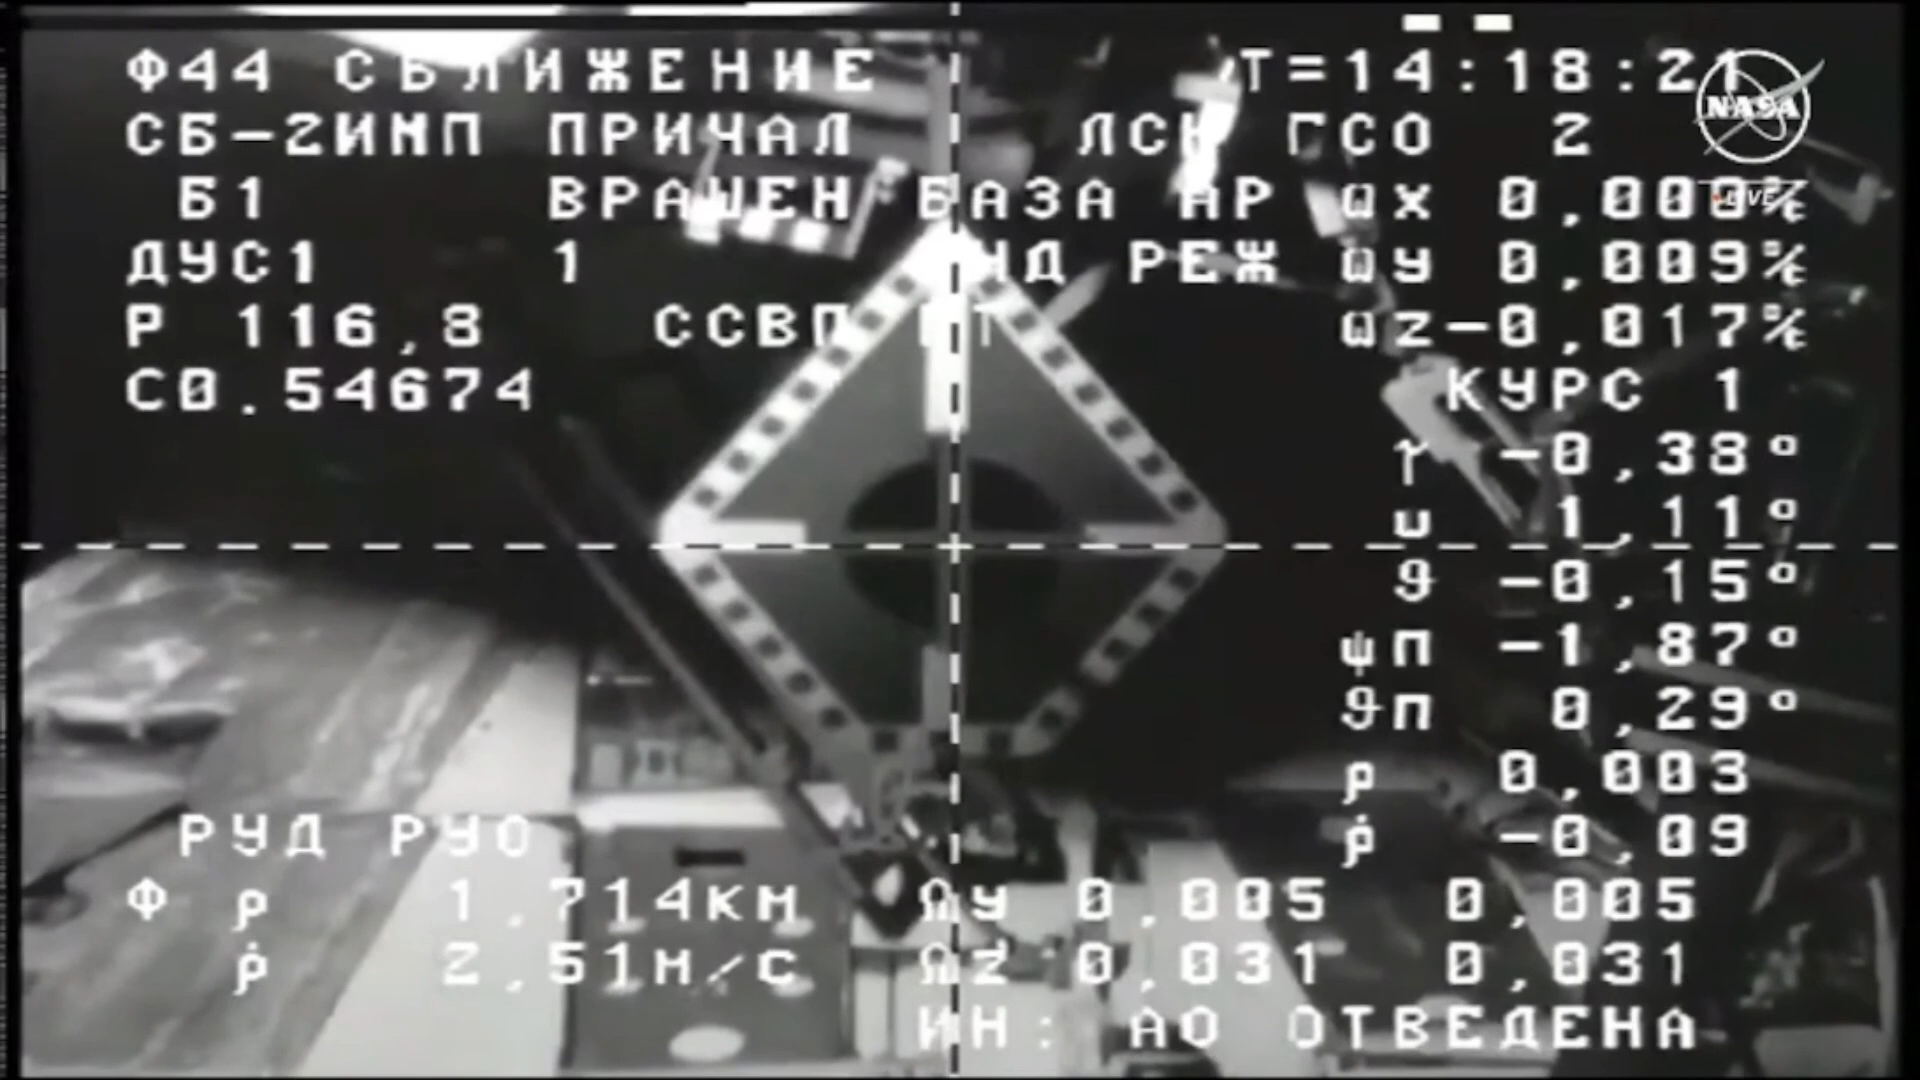 Ф44 СБЛИЖЕНИЕ T=14:18:21
СБ-2ИМП ПРИЧАЛ ЛСК ГСО 2
Б1 ВРАЩЕН БАЗА АР ωx 0,000°/с
ДУС1 1 РЕЖ ωy 0,009°/с
Р 116,8 ССВП ωz-0,017°/с
С0.54674 КУРС 1
γ -0,38°
1,11°
ϑ -0,15°
ψп -1,87°
ϑп 0,29°
ρ 0,003
ρ̇ -0,09
РУД РУО
Ф ρ 1,714км Ωy 0,005 0,005
ρ̇ 2,51м/с Ωz 0,031 0,031
ИН: АО ОТВЕДЕНА
NASA
LIVE